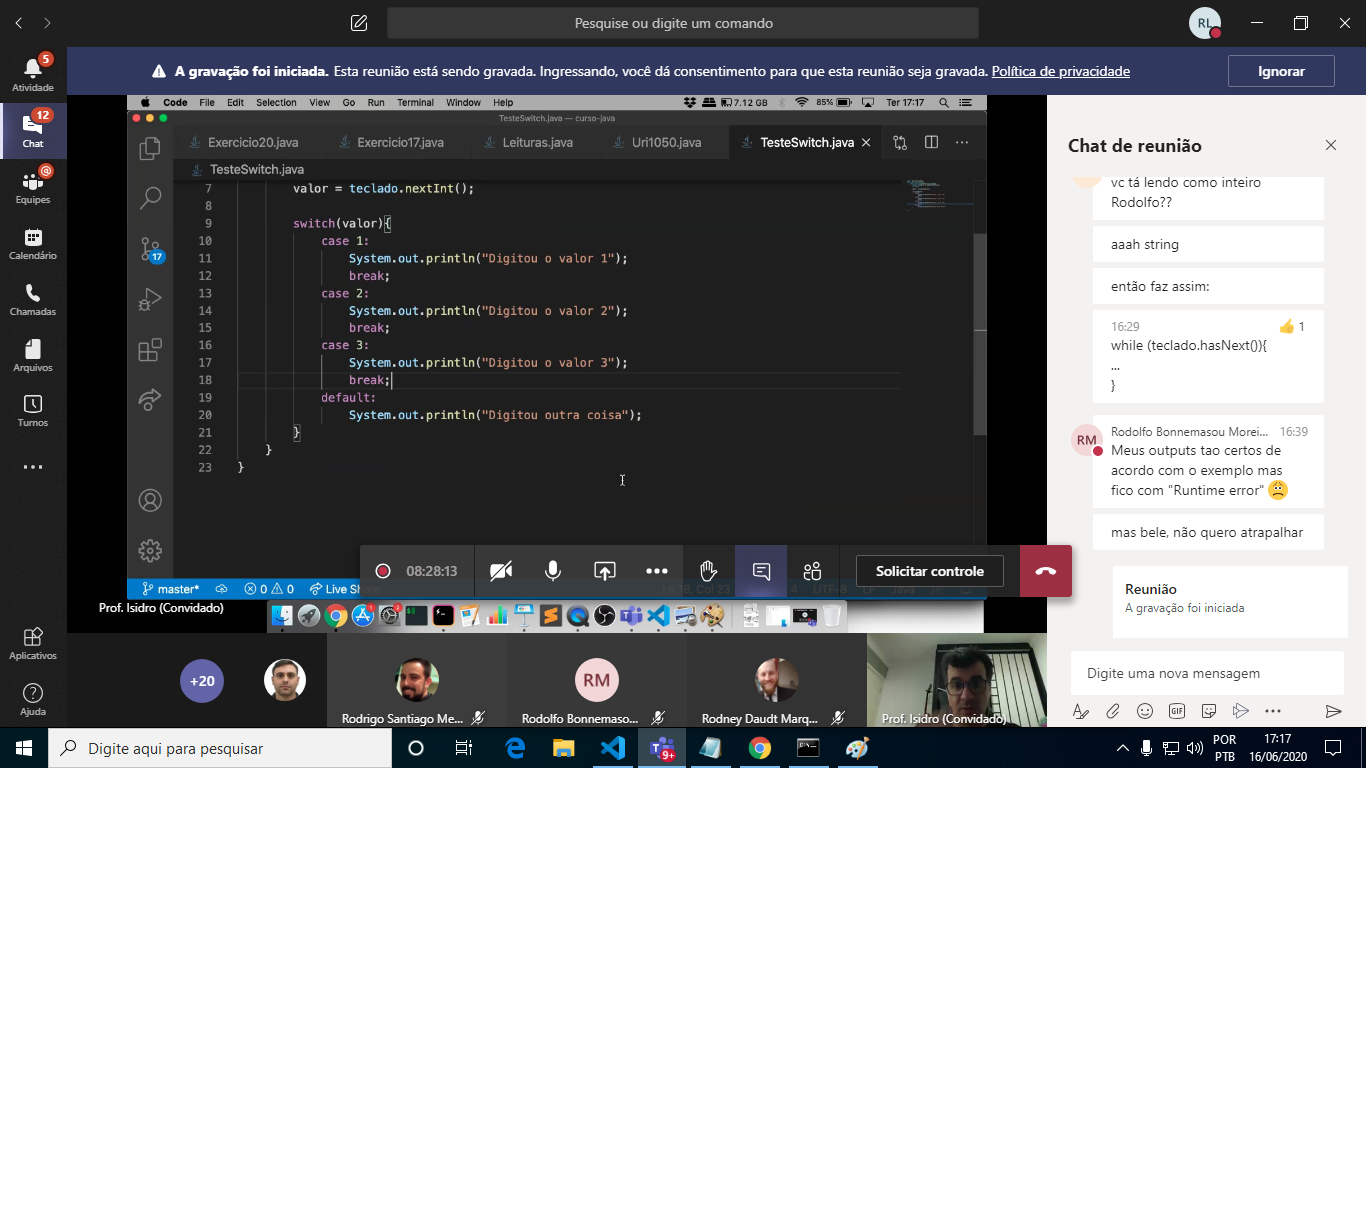 Pesquise ou digite um comando
RL
A gravação foi iniciada. Esta reunião está sendo gravada. Ingressando, você dá consentimento para que esta reunião seja gravada. Política de privacidade
Ignorar
5
Atividade
12
Chat
@
Equipes
Calendário
Chamadas
Arquivos
Turnos
Aplicativos
Ajuda
Code File Edit Selection View Go Run Terminal Window Help
7.12 GB
85%
Ter 17:17
TesteSwitch.java — curso-java
Exercicio20.java
Exercicio17.java
Leituras.java
Uri1050.java
TesteSwitch.java
TesteSwitch.java
17
7 valor = teclado.nextInt();
8
9 switch(valor){
10 case 1:
11 System.out.println("Digitou o valor 1");
12 break;
13 case 2:
14 System.out.println("Digitou o valor 2");
15 break;
16 case 3:
17 System.out.println("Digitou o valor 3");
18 break;
19 default:
20 System.out.println("Digitou outra coisa");
21 }
22 }
23 }
08:28:13
Solicitar controle
master*
0 0
Live Sh
Prof. Isidro (Convidado)
+20
Rodrigo Santiago Me...
RM
Rodolfo Bonnemaso...
Rodney Daudt Marq...
Prof. Isidro (Convidado)
Chat de reunião
vc tá lendo como inteiro
Rodolfo??
aaah string
então faz assim:
16:29
1
while (teclado.hasNext()){
...
}
RM
Rodolfo Bonnemasou Morei... 16:39
Meus outputs tao certos de
acordo com o exemplo mas
fico com "Runtime error"
mas bele, não quero atrapalhar
Reunião
A gravação foi iniciada
Digite uma nova mensagem
GIF
Digite aqui para pesquisar
9+
POR
PTB
17:17
16/06/2020